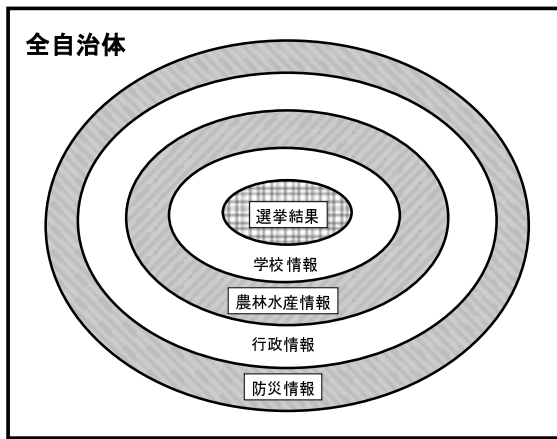 全自治体
選挙結果
学校情報
農林水産情報
行政情報
防災情報